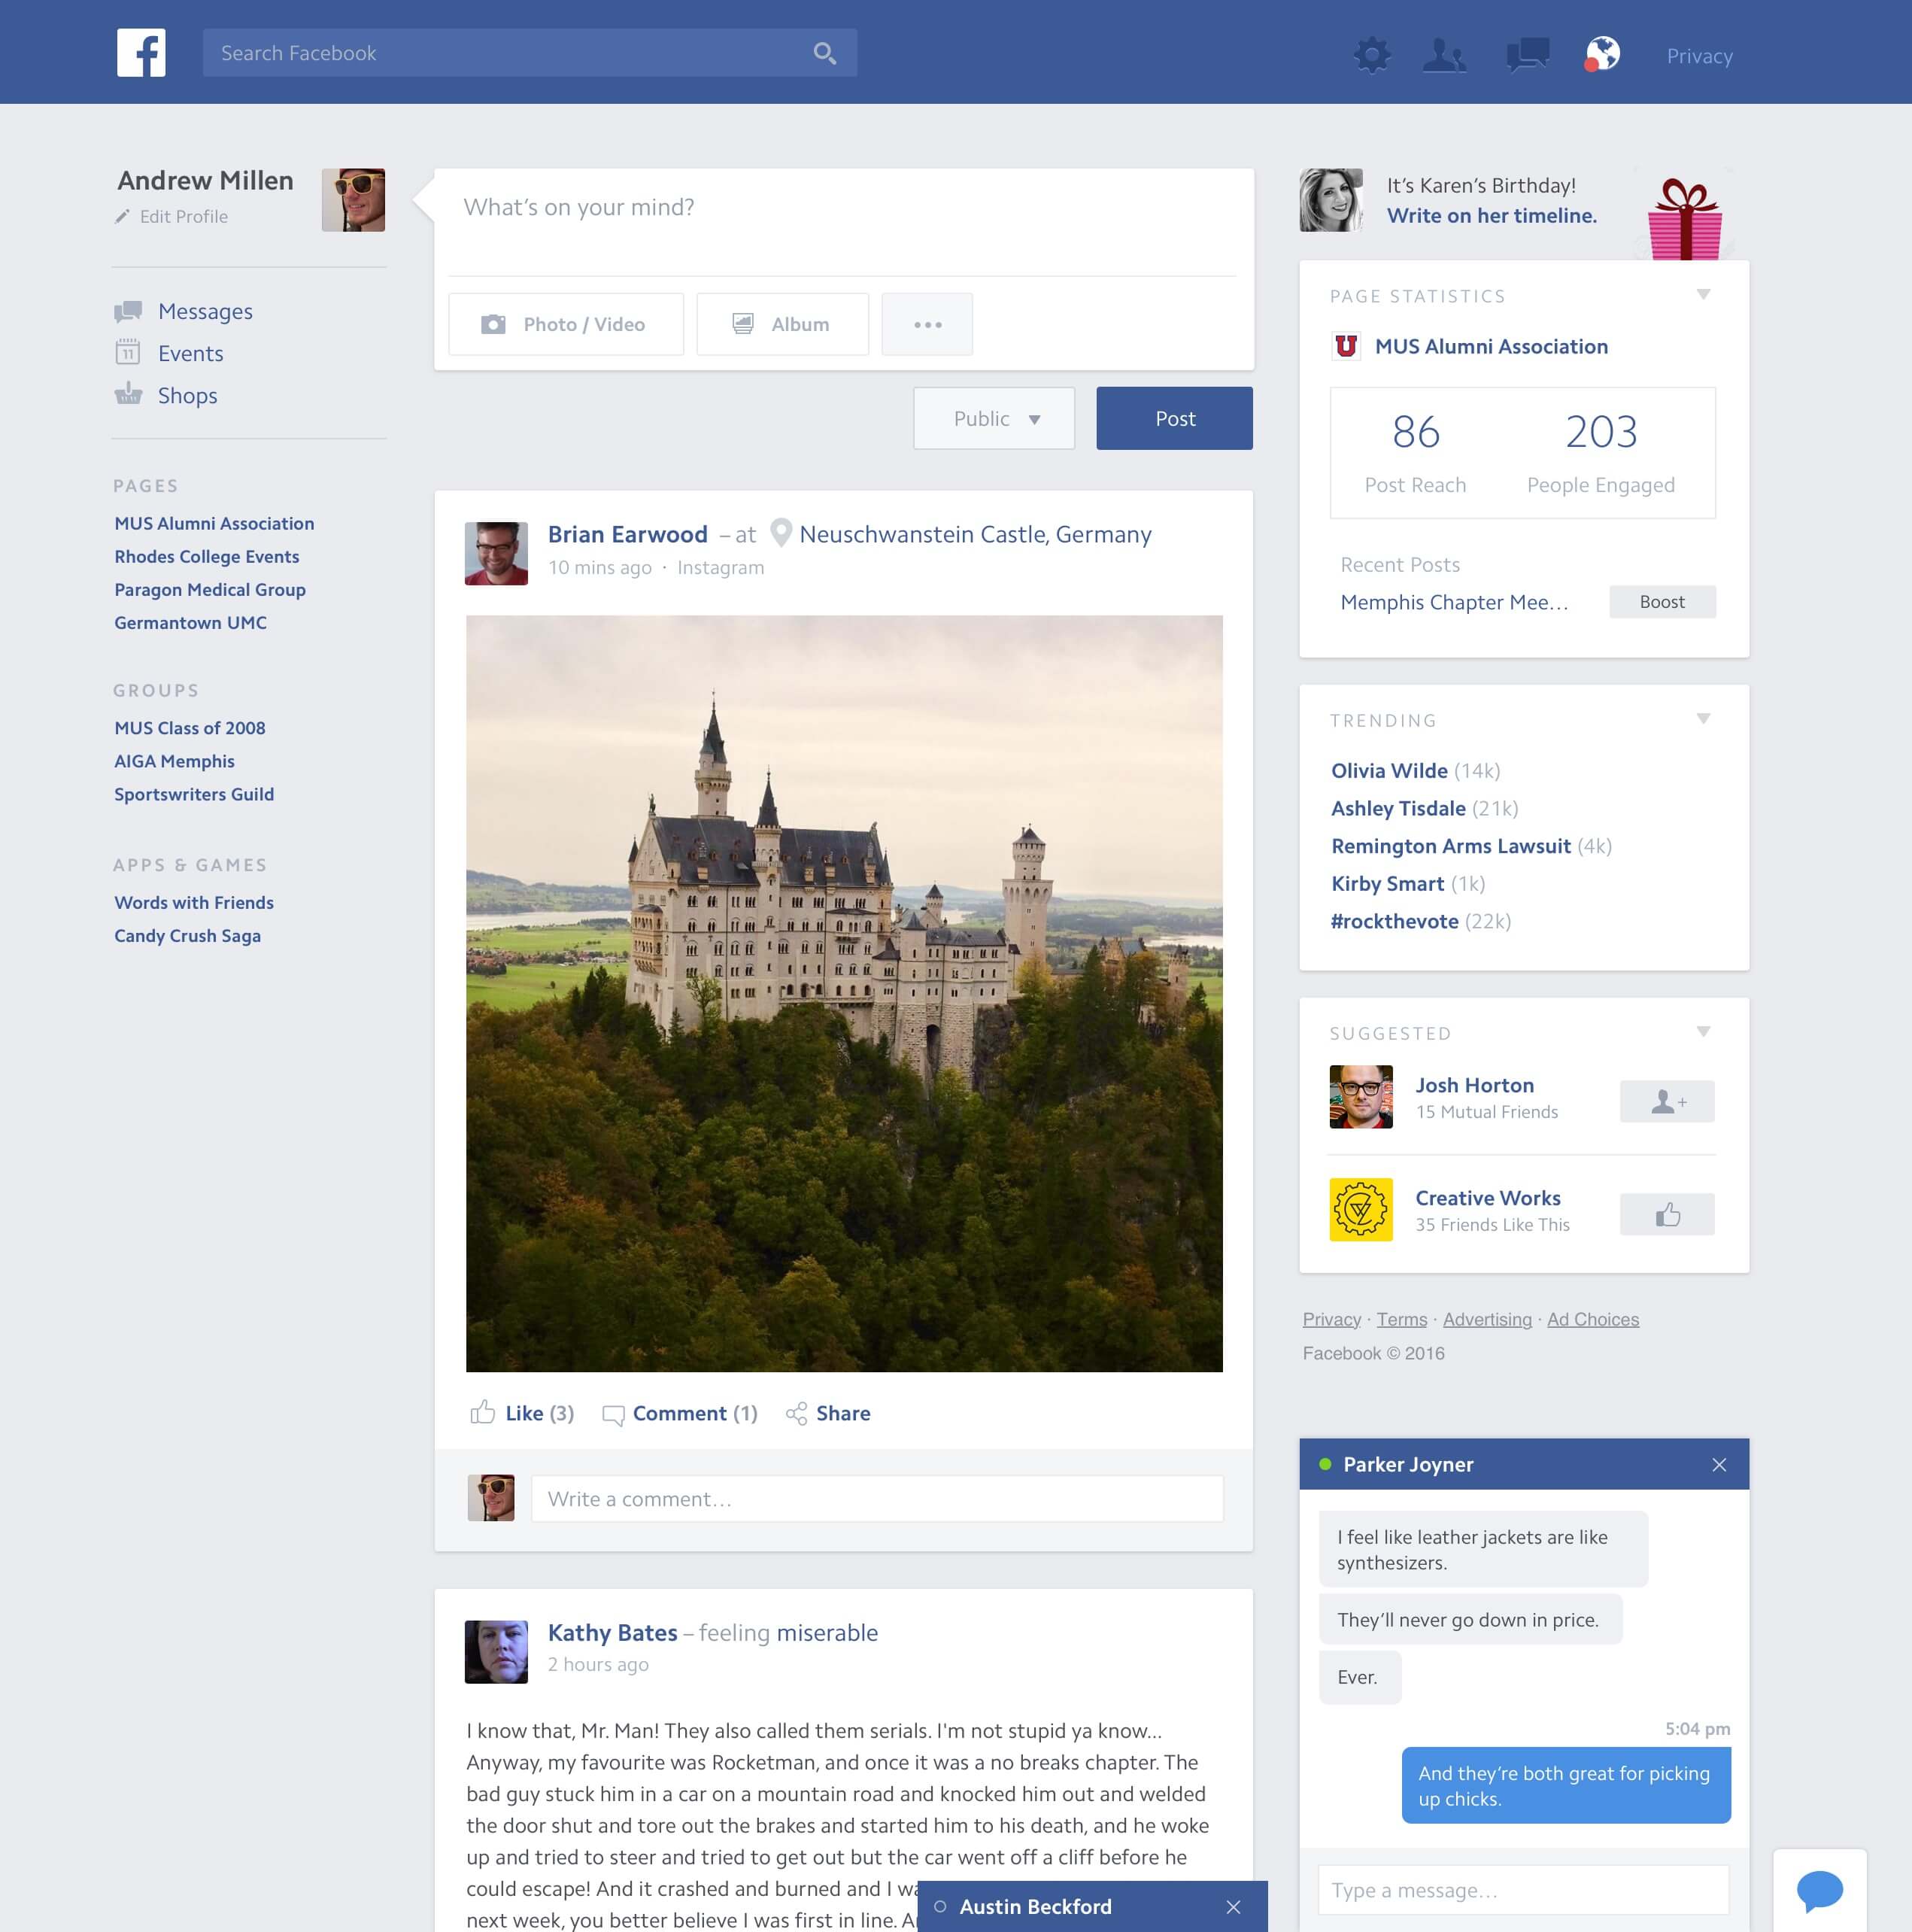 Search Facebook
Privacy
Andrew Millen
Edit Profile
Messages
11
Events
Shops
PAGES
MUS Alumni Association
Rhodes College Events
Paragon Medical Group
Germantown UMC
GROUPS
MUS Class of 2008
AIGA Memphis
Sportswriters Guild
APPS & GAMES
Words with Friends
Candy Crush Saga
What's on your mind?
Photo / Video
Album
Public
Post
Brian Earwood – at Neuschwanstein Castle, Germany
10 mins ago · Instagram
Like (3) Comment (1) Share
Write a comment…
Kathy Bates – feeling miserable
2 hours ago
I know that, Mr. Man! They also called them serials. I'm not stupid ya know...
Anyway, my favourite was Rocketman, and once it was a no breaks chapter. The
bad guy stuck him in a car on a mountain road and knocked him out and welded
the door shut and tore out the brakes and started him to his death, and he woke
up and tried to steer and tried to get out but the car went off a cliff before he
could escape! And it crashed and burned and I
next week, you better believe I was first in line.
Austin Beckford
It's Karen's Birthday!
Write on her timeline.
PAGE STATISTICS
U MUS Alumni Association
86 203
Post Reach People Engaged
Recent Posts
Memphis Chapter Mee… Boost
TRENDING
Olivia Wilde (14k)
Ashley Tisdale (21k)
Remington Arms Lawsuit (4k)
Kirby Smart (1k)
#rockthevote (22k)
SUGGESTED
Josh Horton
15 Mutual Friends
Creative Works
35 Friends Like This
Privacy · Terms · Advertising · Ad Choices
Facebook © 2016
Parker Joyner
I feel like leather jackets are like
synthesizers.
They'll never go down in price.
Ever.
5:04 pm
And they're both great for picking
up chicks.
Type a message…